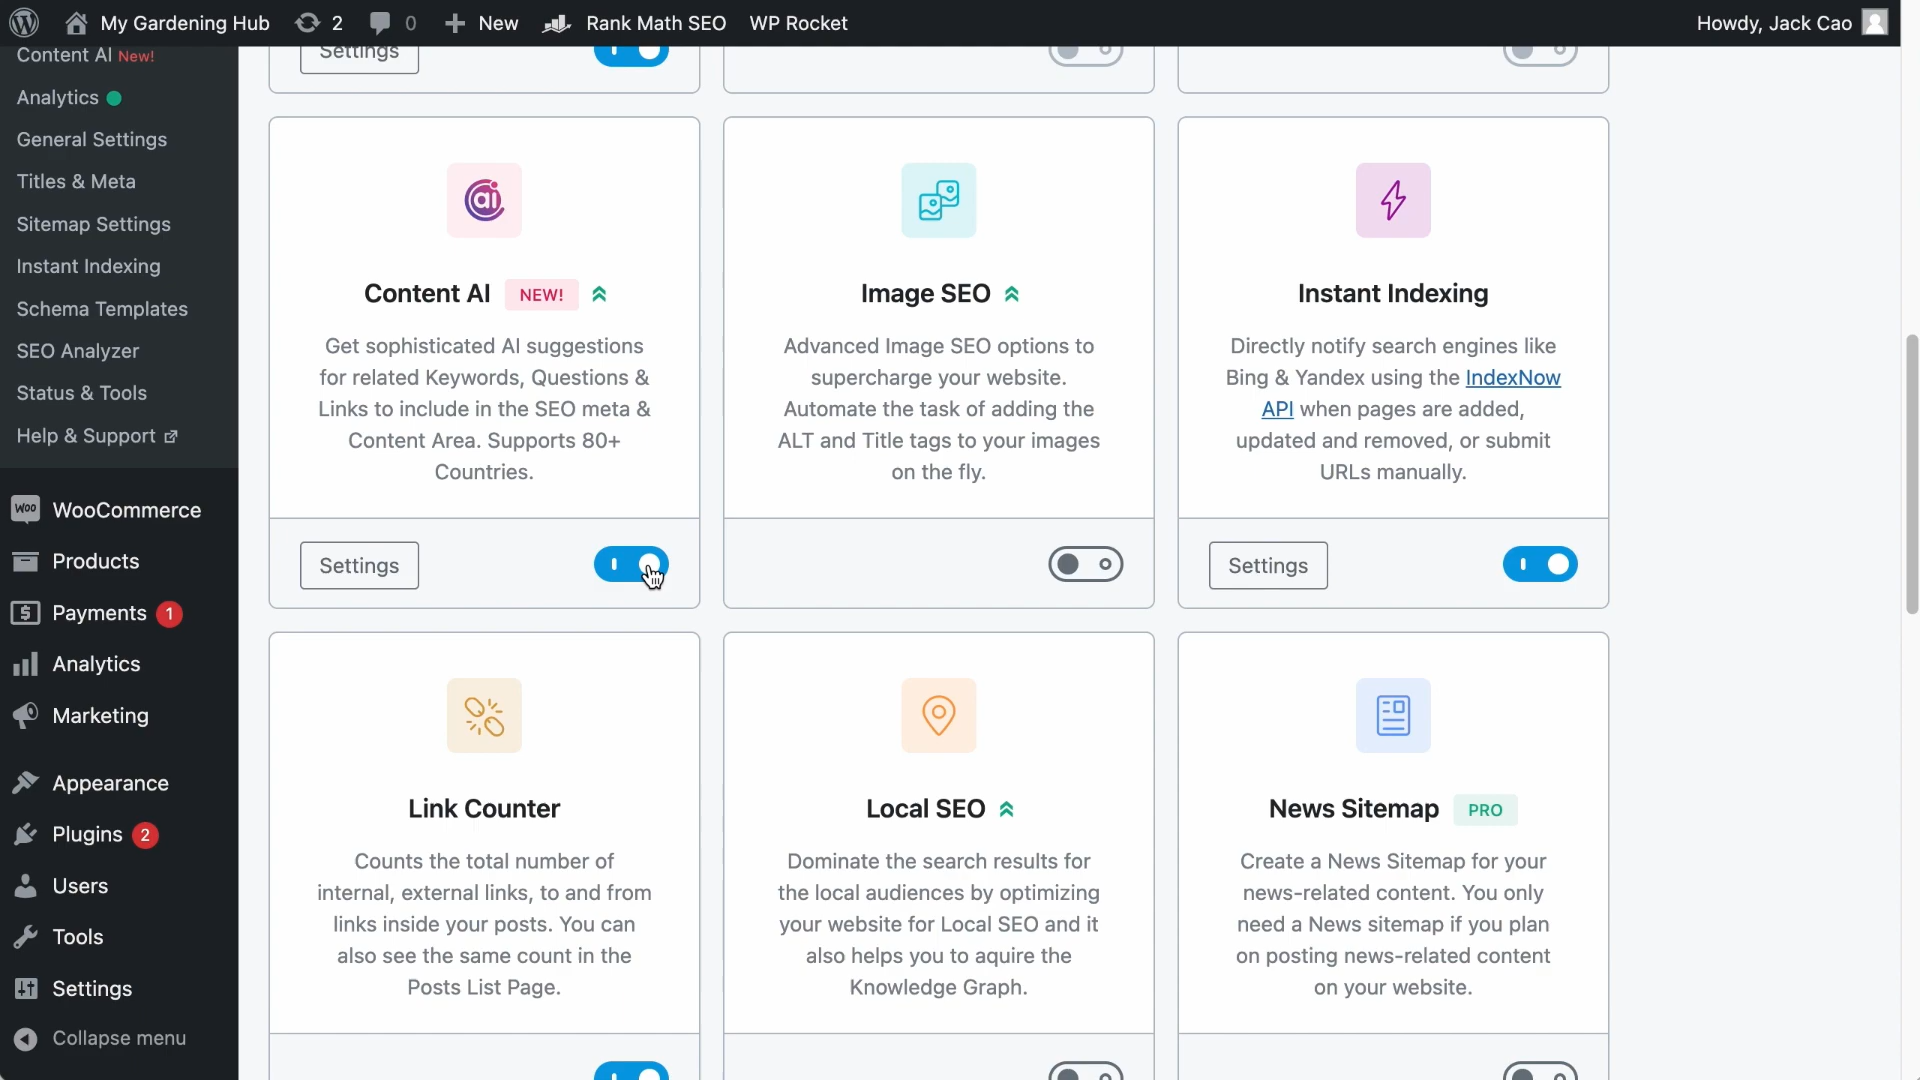 My Gardening Hub 2 0 New Rank Math SEO WP Rocket Howdy, Jack Cao
Content AI New!
Analytics
General Settings
Titles & Meta
Sitemap Settings
Instant Indexing
Schema Templates
SEO Analyzer
Status & Tools
Help & Support
Woo WooCommerce
Products
Payments 1
Analytics
Marketing
Appearance
Plugins 2
Users
Tools
Settings
Collapse menu
Settings
ai
Content AI NEW!
Get sophisticated AI suggestions
for related Keywords, Questions &
Links to include in the SEO meta &
Content Area. Supports 80+
Countries.
Settings
Image SEO
Advanced Image SEO options to
supercharge your website.
Automate the task of adding the
ALT and Title tags to your images
on the fly.
Instant Indexing
Directly notify search engines like
Bing & Yandex using the IndexNow
API when pages are added,
updated and removed, or submit
URLs manually.
Settings
Link Counter
Counts the total number of
internal, external links, to and from
links inside your posts. You can
also see the same count in the
Posts List Page.
Local SEO
Dominate the search results for
the local audiences by optimizing
your website for Local SEO and it
also helps you to aquire the
Knowledge Graph.
News Sitemap PRO
Create a News Sitemap for your
news-related content. You only
need a News sitemap if you plan
on posting news-related content
on your website.